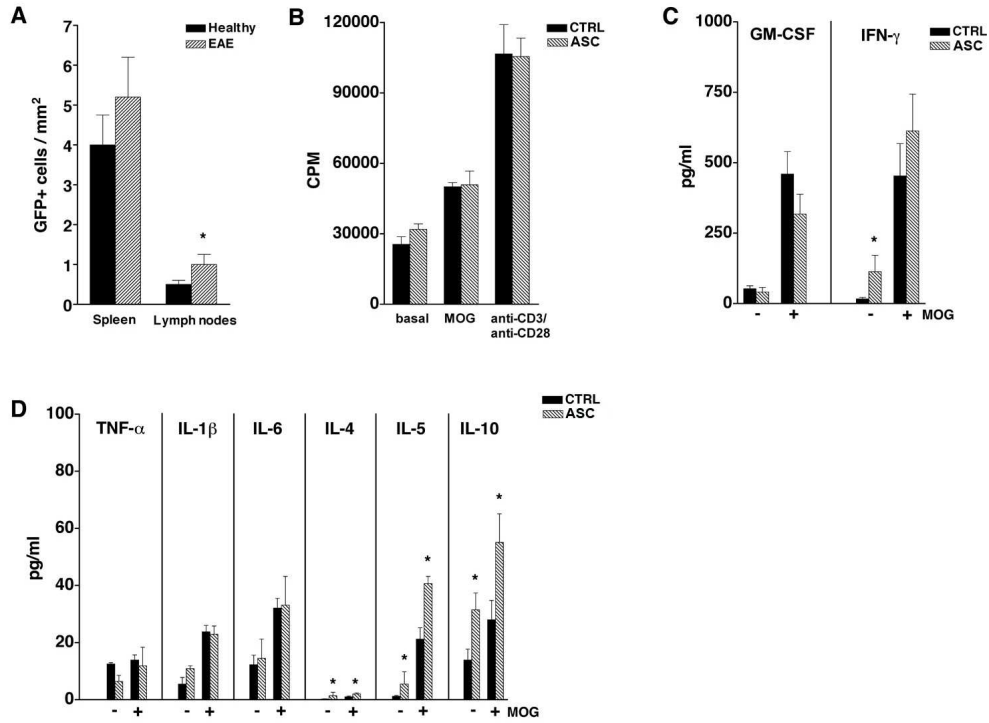 A
Healthy
EAE
GFP+ cells / mm²
7
6
5
4
3
2
1
0
*
Spleen Lymph nodes
B
CTRL
ASC
CPM
120000
90000
60000
30000
0
basal MOG anti-CD3/
anti-CD28
C
CTRL
ASC
GM-CSF IFN-γ
pg/ml
1000
750
500
250
0
*
- + - + MOG
D
CTRL
ASC
TNF-α IL-1β IL-6 IL-4 IL-5 IL-10
pg/ml
100
80
60
40
20
0
* * * * * *
- + - + - + - + - + - + MOG